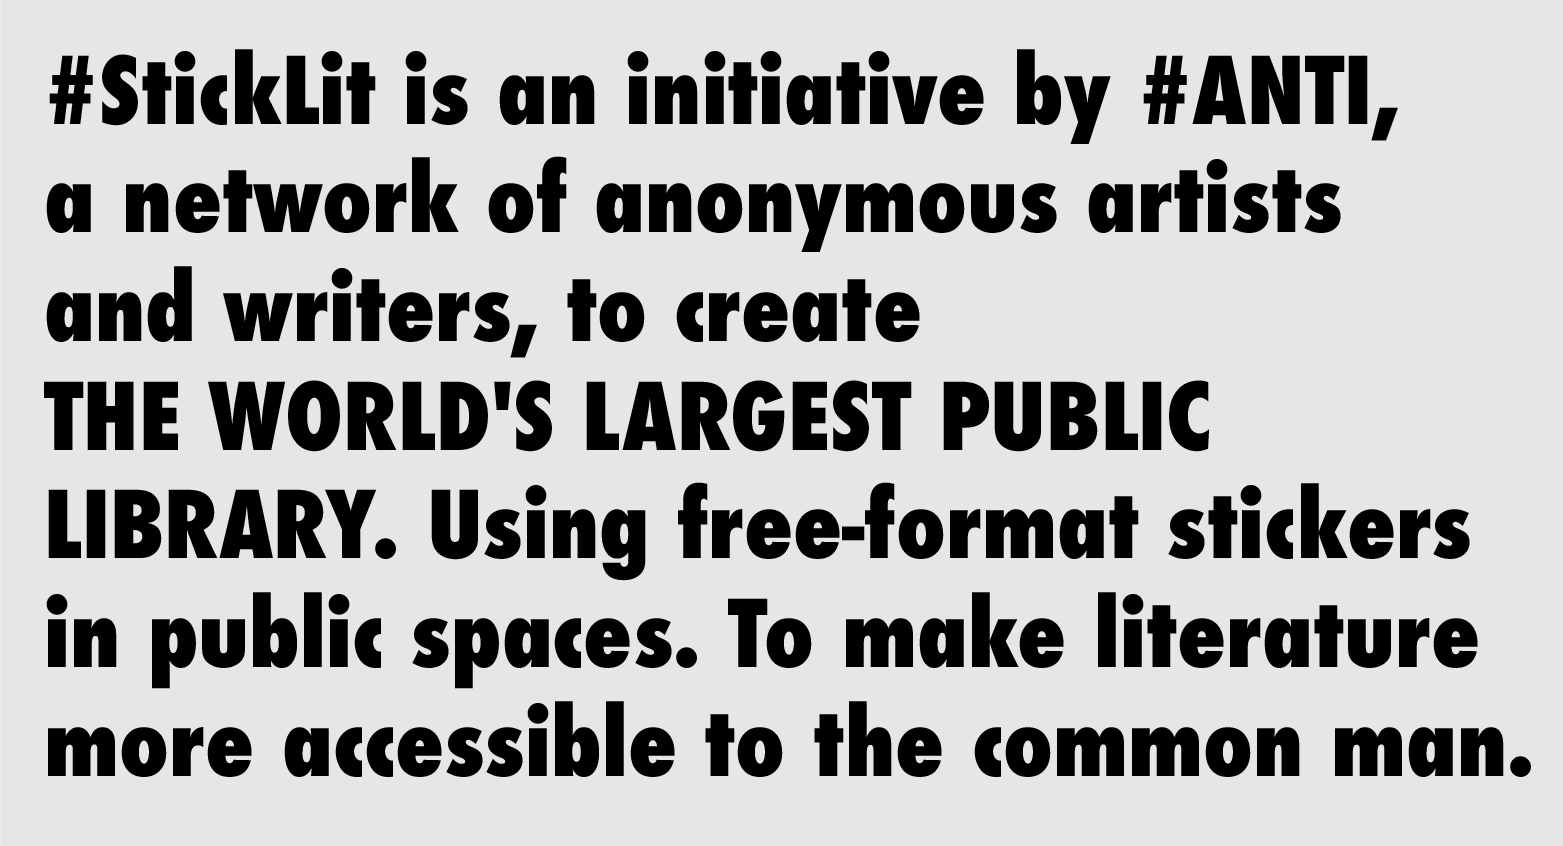 #StickLit is an initiative by #ANTI,
a network of anonymous artists
and writers, to create
THE WORLD'S LARGEST PUBLIC
LIBRARY. Using free-format stickers
in public spaces. To make literature
more accessible to the common man.